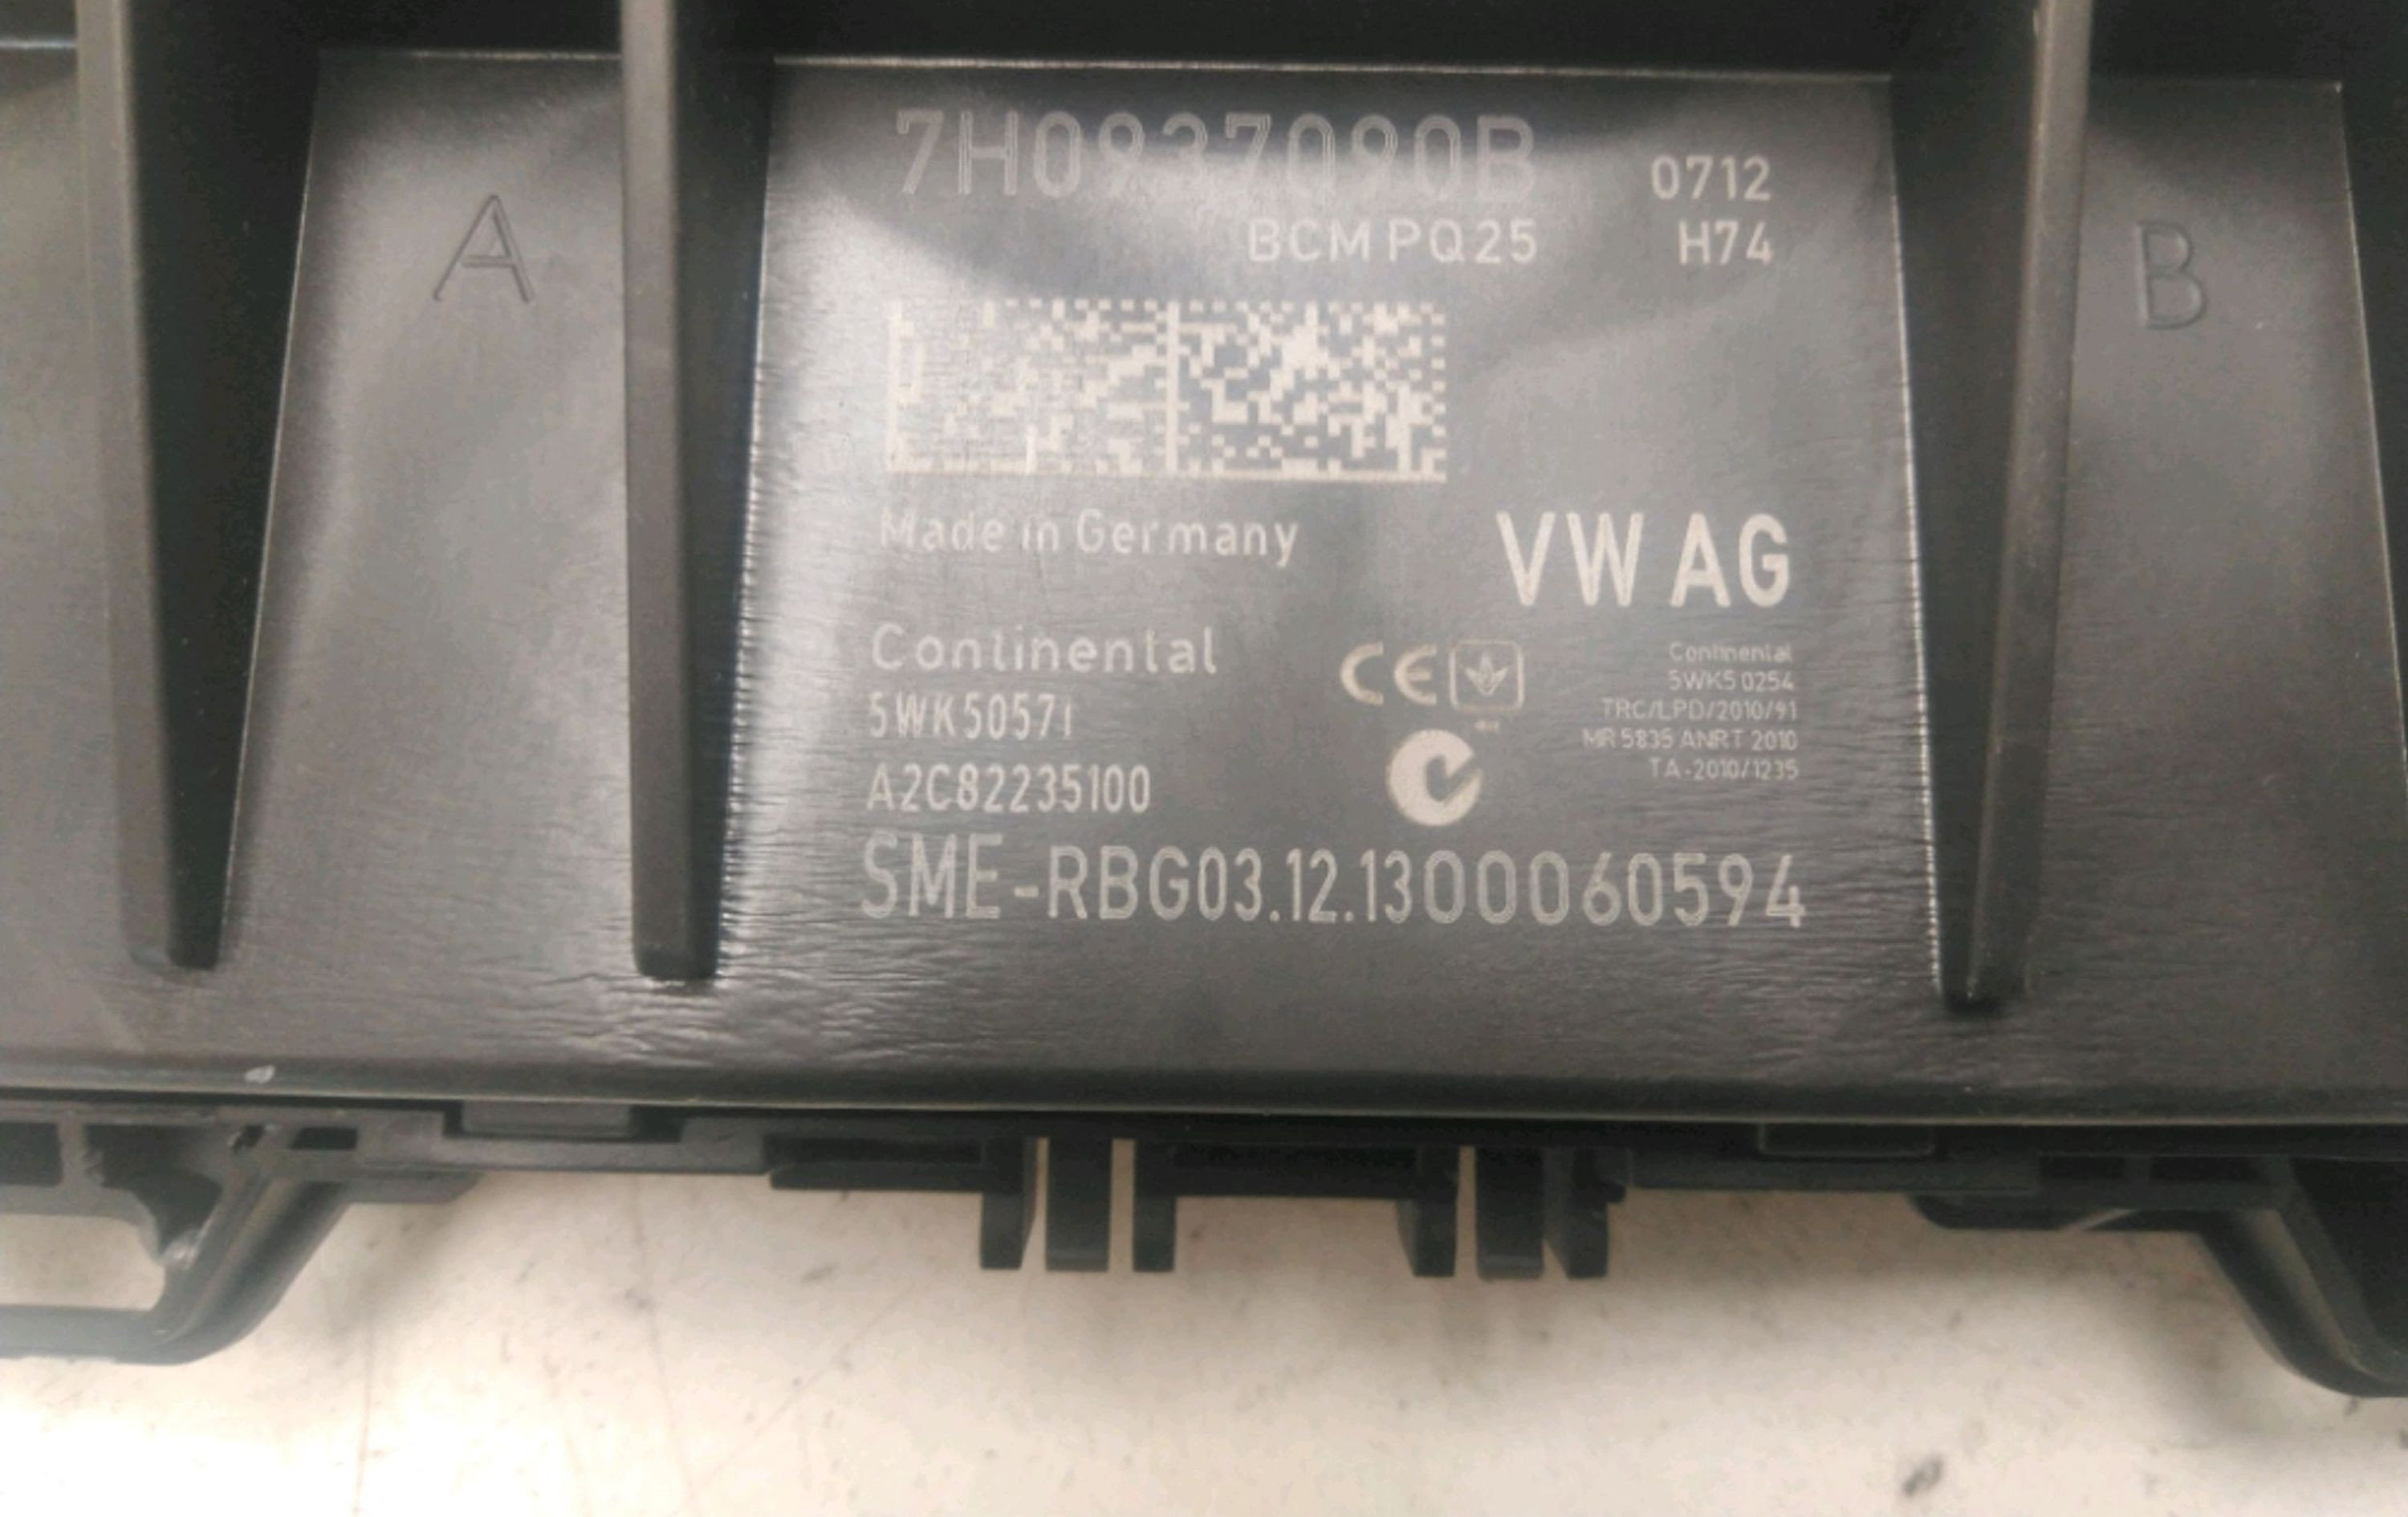 A
7H0937090B
0712
BCM PQ25
H74
B
Made in Germany
VW AG
Continental
5WK50571
A2C82235100
CE
Continental
5WK50254
TRC/LPD/2010/91
MR 5835 ANRT 2010
TA-2010/1235
SME-RBG03.12.1300060594